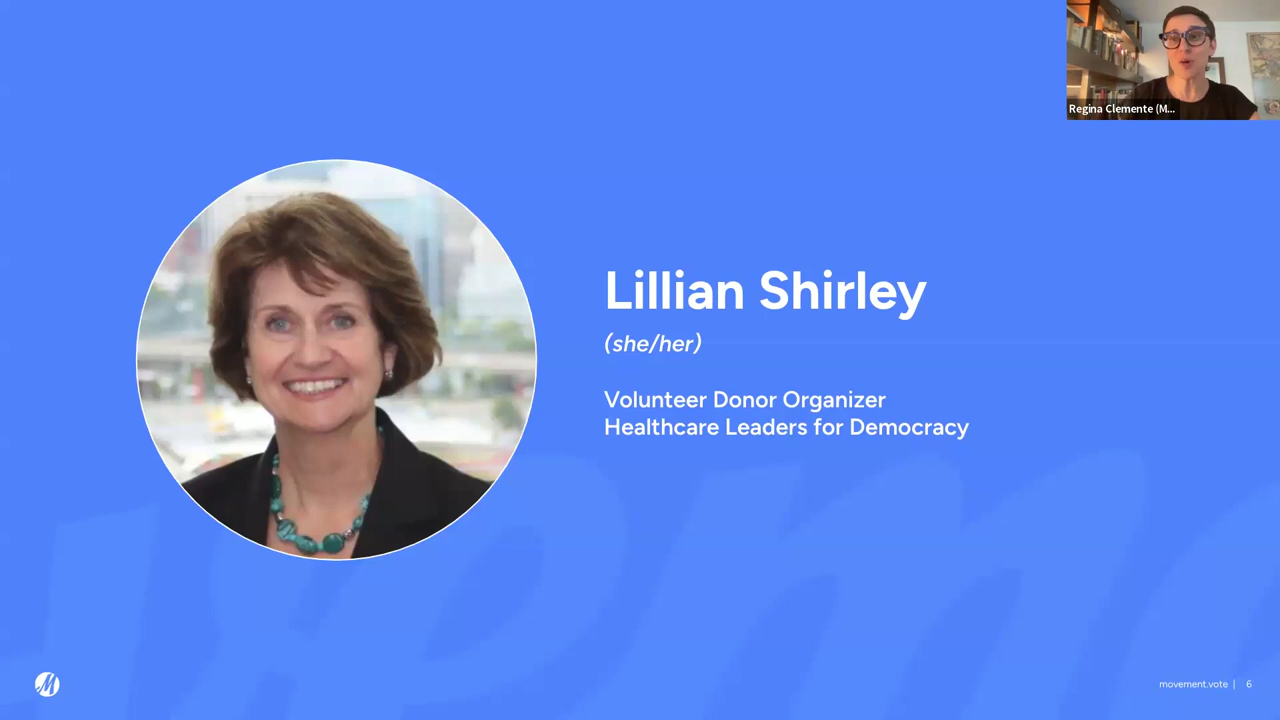 Regina Clemente (M...
Lillian Shirley
(she/her)
Volunteer Donor Organizer
Healthcare Leaders for Democracy
movement.vote | 6